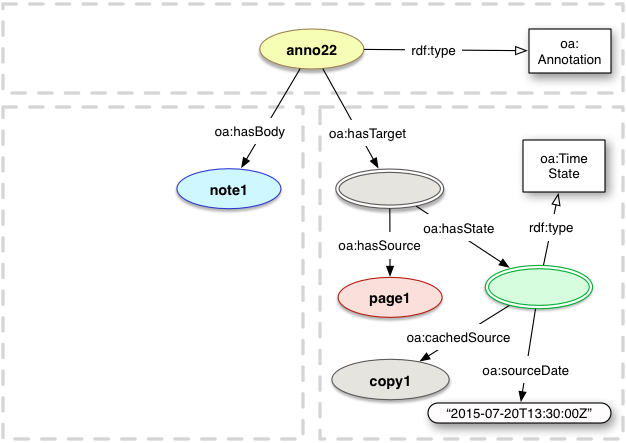 anno22
rdf:type
oa:
Annotation
oa:hasBody
oa:hasTarget
note1
oa:Time
State
oa:hasState
rdf:type
oa:hasSource
page1
oa:cachedSource
oa:sourceDate
copy1
“2015-07-20T13:30:00Z”